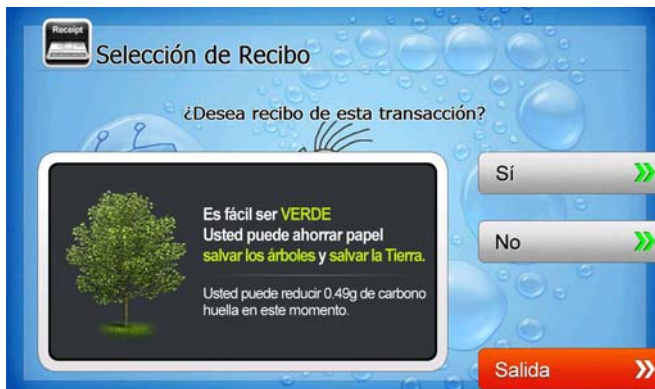 Receipt
Selección de Recibo
¿Desea recibo de esta transacción?
Es fácil ser VERDE
Usted puede ahorrar papel
salvar los árboles y salvar la Tierra.
Usted puede reducir 0.49g de carbono
huella en este momento.
Sí
No
Salida